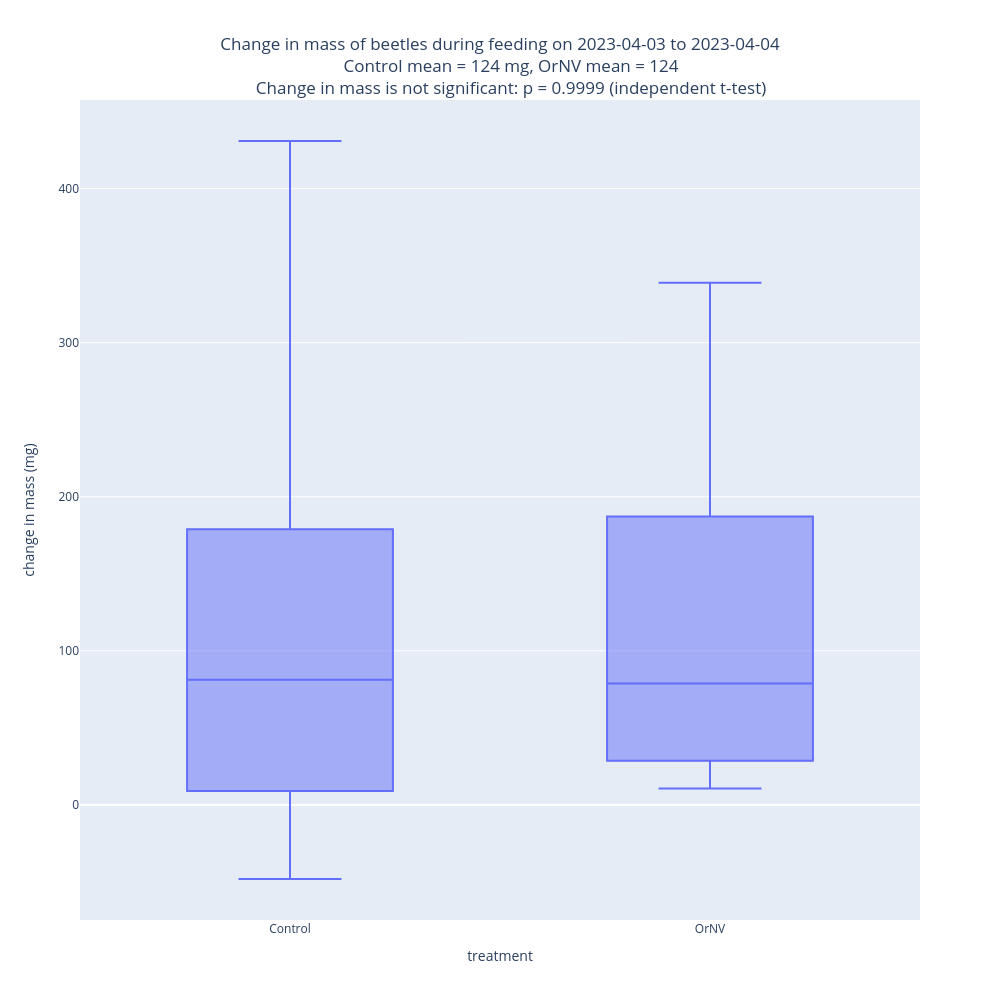 Change in mass of beetles during feeding on 2023-04-03 to 2023-04-04
Control mean = 124 mg, OrNV mean = 124
Change in mass is not significant: p = 0.9999 (independent t-test)
400
300
200
100
0
change in mass (mg)
Control
OrNV
treatment